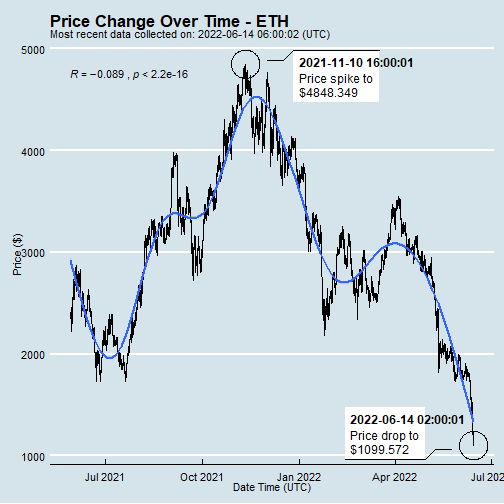 Price Change Over Time - ETH
Most recent data collected on: 2022-06-14 06:00:02 (UTC)
5000
R = −0.089 , p < 2.2e-16
2021-11-10 16:00:01
Price spike to
$4848.349
4000
3000
Price ($)
2000
2022-06-14 02:00:01
Price drop to
$1099.572
1000
Jul 2021
Oct 2021
Jan 2022
Apr 2022
Jul 202
Date Time (UTC)